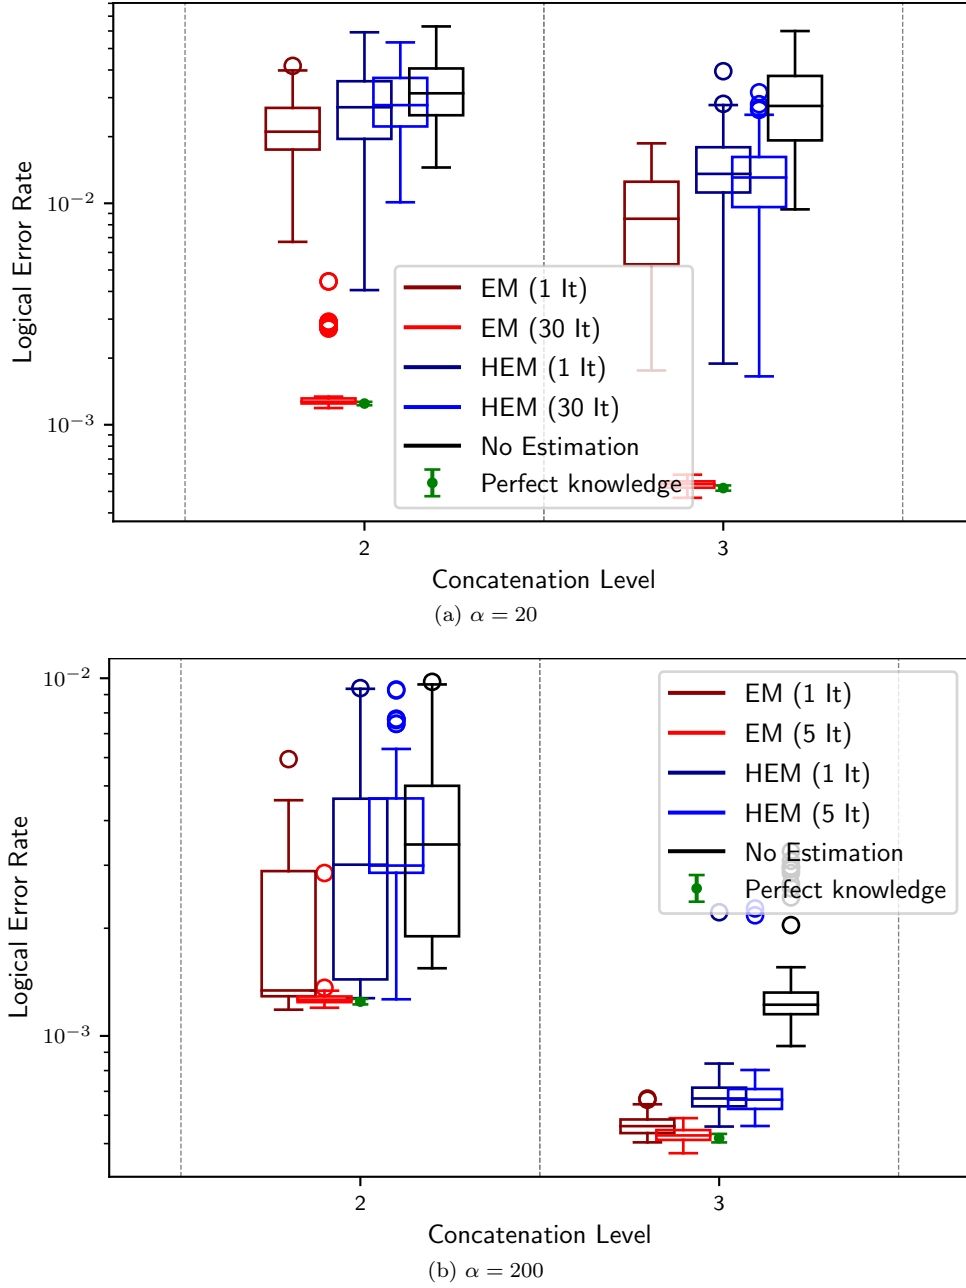 Logical Error Rate
10⁻²
10⁻³
EM (1 It)
EM (30 It)
HEM (1 It)
HEM (30 It)
No Estimation
Perfect knowledge
2
3
Concatenation Level
(a) α = 20
Logical Error Rate
10⁻²
10⁻³
EM (1 It)
EM (5 It)
HEM (1 It)
HEM (5 It)
No Estimation
Perfect knowledge
2
3
Concatenation Level
(b) α = 200